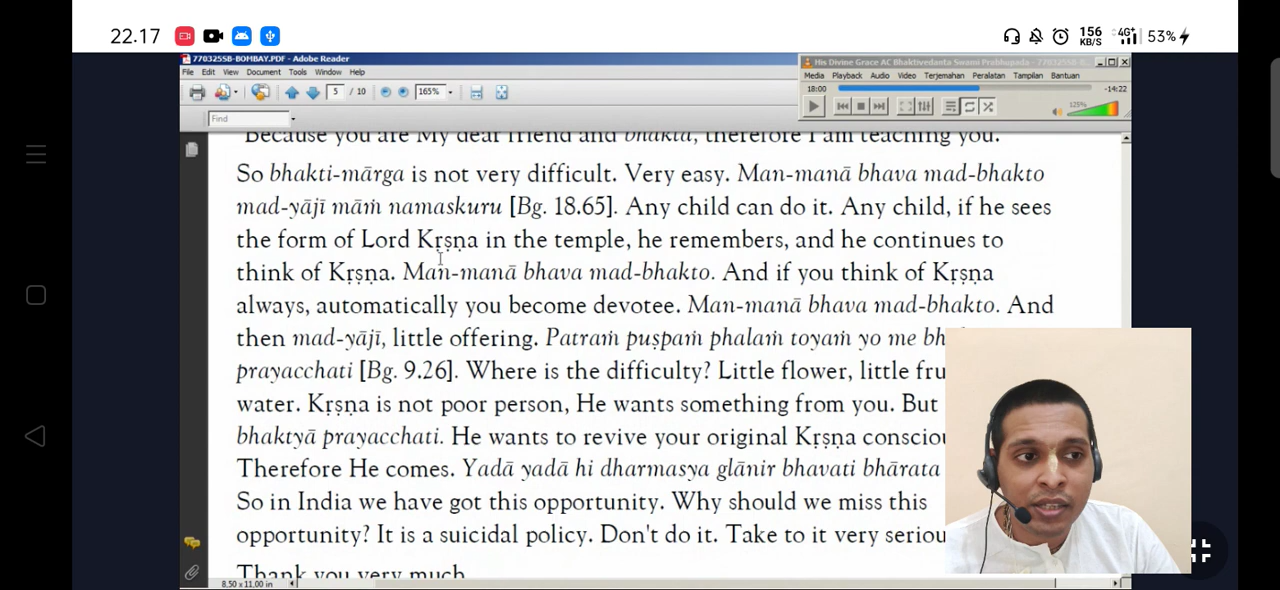 22.17
156 KB/S 4G+ 53%
770325SB-BOMBAY.PDF - Adobe Reader
His Divine Grace AC Bhaktivedanta Swami Prabhupada - 770325SB-B...
File Edit View Document Tools Window Help
Media Playback Audio Video Terjemahan Peralatan Tampilan Bantuan
18:00 -14:22
5 / 10 165%
125%
Find
Because you are My dear friend and bhakta, therefore I am teaching you.
So bhakti-mārga is not very difficult. Very easy. Man-manā bhava mad-bhakto
mad-yājī māṁ namaskuru [Bg. 18.65]. Any child can do it. Any child, if he sees
the form of Lord Kṛṣṇa in the temple, he remembers, and he continues to
think of Kṛṣṇa. Man-manā bhava mad-bhakto. And if you think of Kṛṣṇa
always, automatically you become devotee. Man-manā bhava mad-bhakto. And
then mad-yājī, little offering. Patraṁ puṣpaṁ phalaṁ toyaṁ yo me bh
prayacchati [Bg. 9.26]. Where is the difficulty? Little flower, little fru
water. Kṛṣṇa is not poor person, He wants something from you. But
bhaktyā prayacchati. He wants to revive your original Kṛṣṇa consciou
Therefore He comes. Yadā yadā hi dharmasya glānir bhavati bhārata
So in India we have got this opportunity. Why should we miss this
opportunity? It is a suicidal policy. Don't do it. Take to it very seriou
Thank you very much.
8,50 x 11,00 in